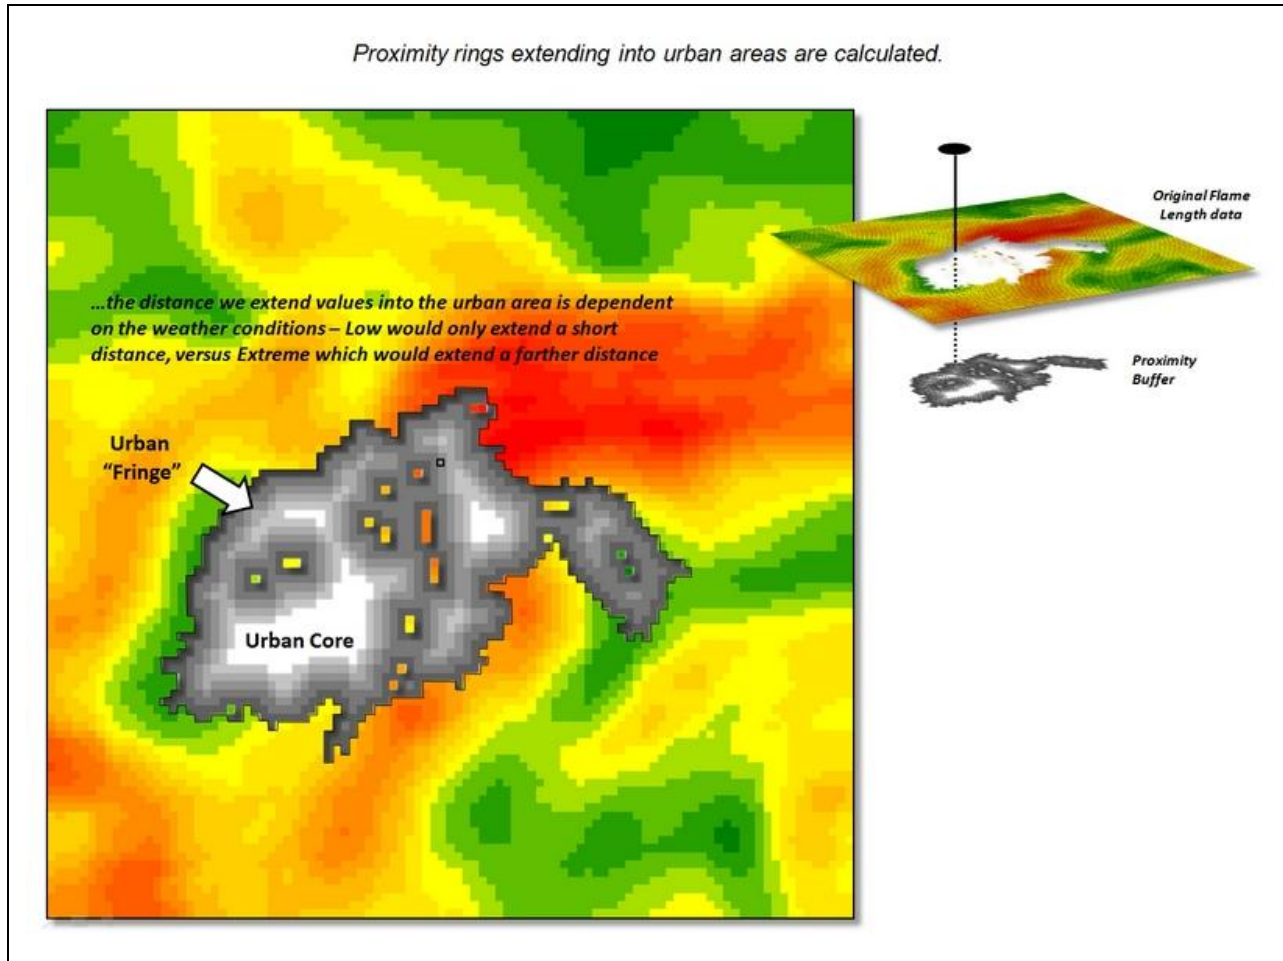 Proximity rings extending into urban areas are calculated.
...the distance we extend values into the urban area is dependent
on the weather conditions – Low would only extend a short
distance, versus Extreme which would extend a farther distance
Original Flame
Length data
Proximity
Buffer
Urban
“Fringe”
Urban Core